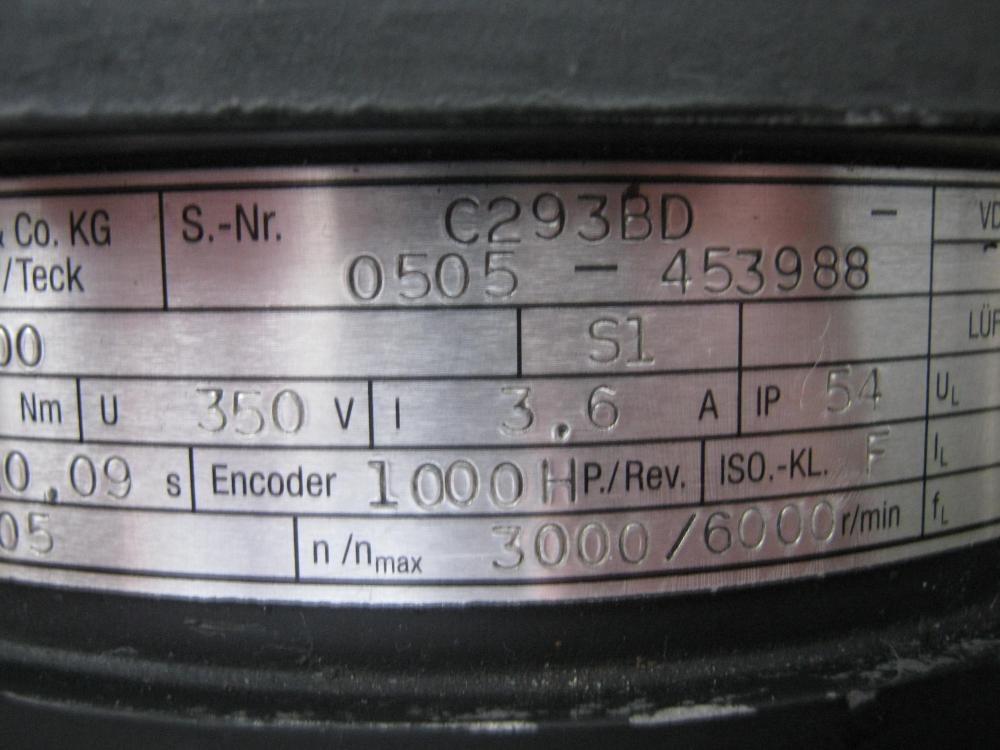 & Co. KG S.-Nr. C293BD - VD
/Teck 0505 - 453988
00 S1 LÜF
Nm U 350 V I 3.6 A IP 54 UL
0.09 s Encoder 1000H P./Rev. ISO.-KL. F IL
05 n /nmax 3000/6000 r/min fL